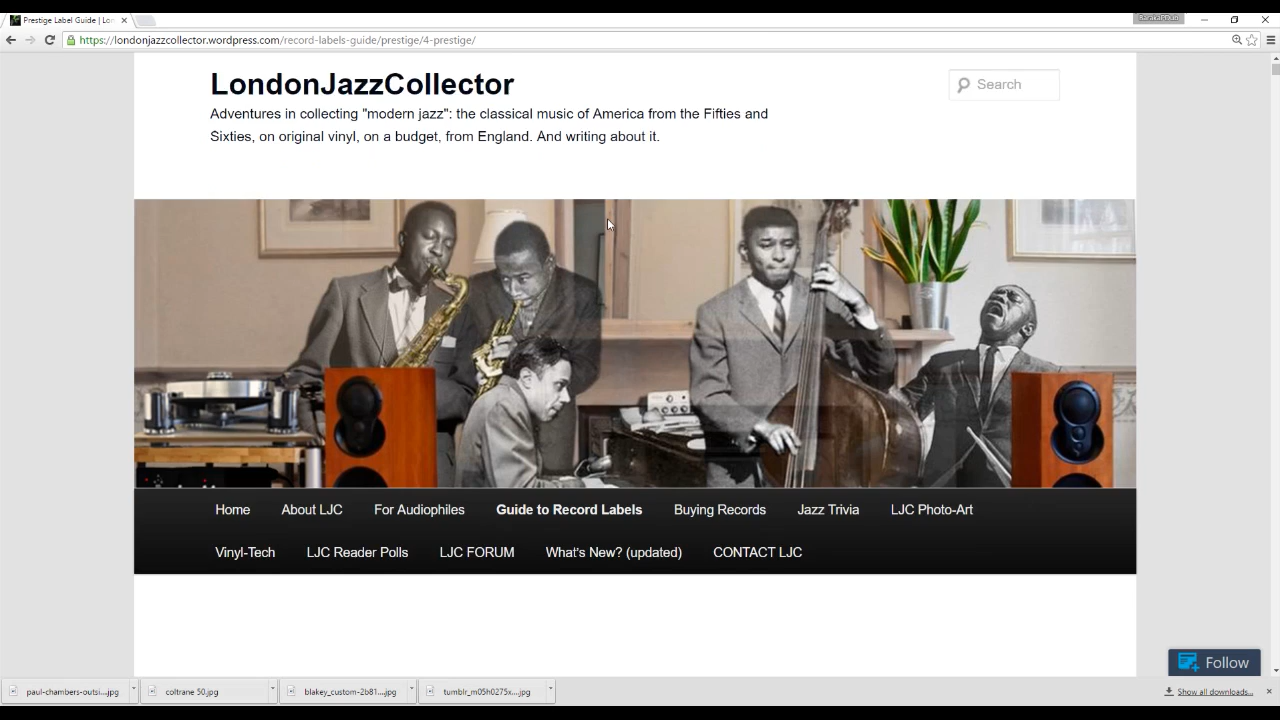 Prestige Label Guide | Lon
https://londonjazzcollector.wordpress.com/record-labels-guide/prestige/4-prestige/
LondonJazzCollector
Search
Adventures in collecting "modern jazz": the classical music of America from the Fifties and
Sixties, on original vinyl, on a budget, from England. And writing about it.
Home About LJC For Audiophiles Guide to Record Labels Buying Records Jazz Trivia LJC Photo-Art
Vinyl-Tech LJC Reader Polls LJC FORUM What's New? (updated) CONTACT LJC
Follow
paul-chambers-outsi....jpg coltrane 50.jpg blakey_custom-2b81....jpg tumblr_m05h0275x....jpg Show all downloads...